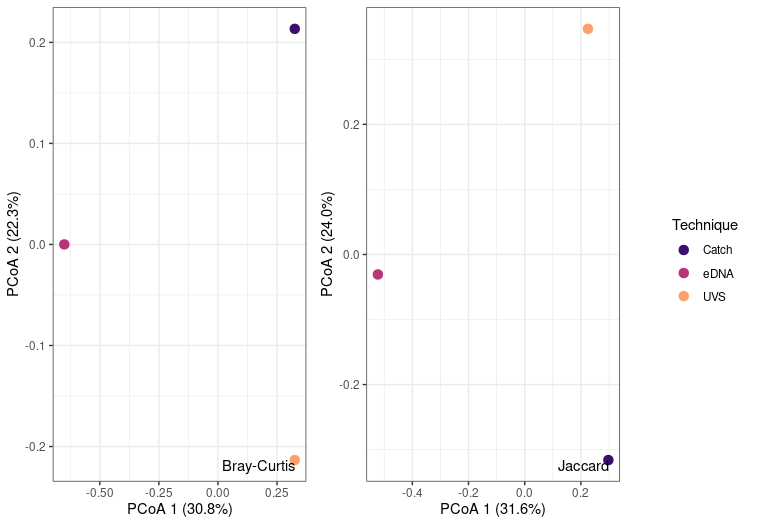 0.2
0.1
0.0
-0.1
-0.2
PCoA 2 (22.3%)
Bray-Curtis
-0.50
-0.25
0.00
0.25
PCoA 1 (30.8%)
0.2
0.0
-0.2
PCoA 2 (24.0%)
Jaccard
-0.4
-0.2
0.0
0.2
PCoA 1 (31.6%)
Technique
Catch
eDNA
UVS